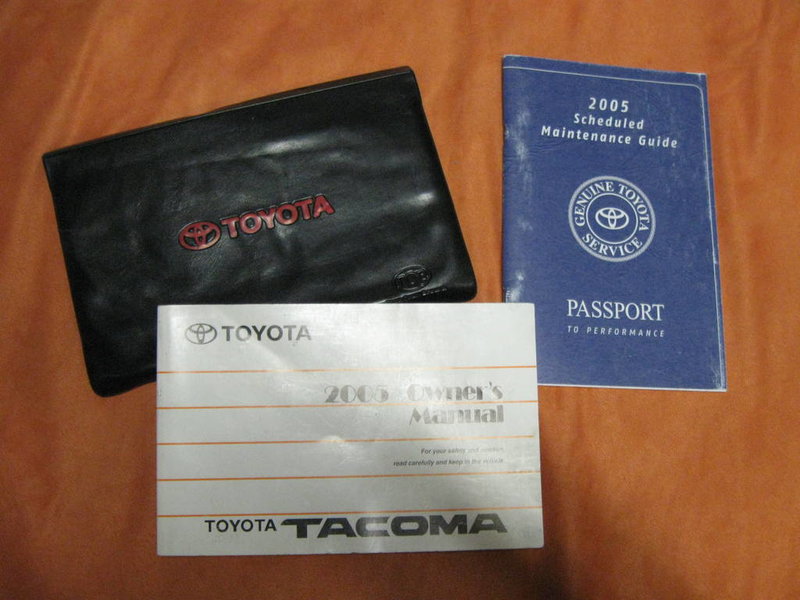 TOYOTA
2005
Scheduled
Maintenance Guide
GENUINE TOYOTA
SERVICE
PASSPORT
TO PERFORMANCE
TOYOTA
2005 Owner's
Manual
For your safety and comfort,
read carefully and keep in the vehicle.
TOYOTA TACOMA